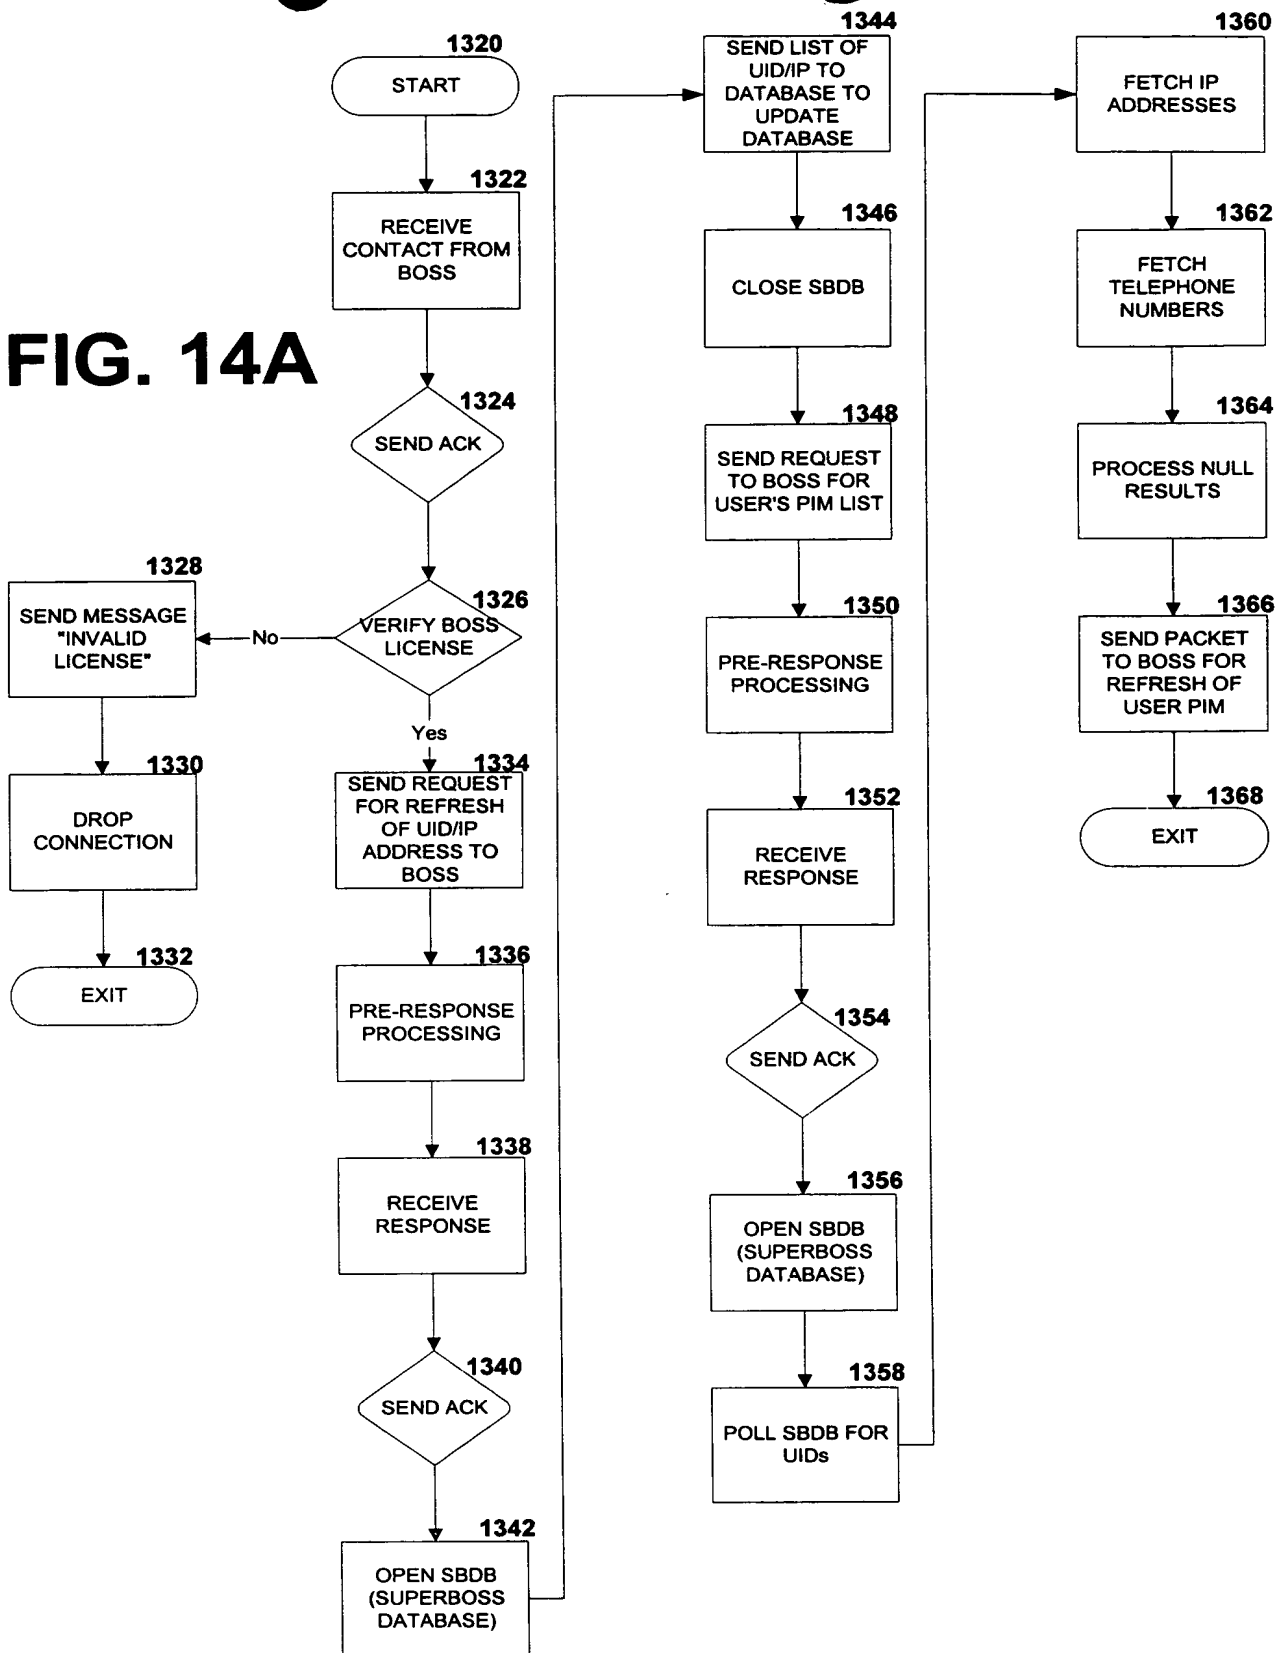 FIG. 14A
1320
START
1322
RECEIVE
CONTACT FROM
BOSS
1324
SEND ACK
1326
VERIFY BOSS
LICENSE
No
1328
SEND MESSAGE
"INVALID
LICENSE"
1330
DROP
CONNECTION
1332
EXIT
Yes
1334
SEND REQUEST
FOR REFRESH
OF UID/IP
ADDRESS TO
BOSS
1336
PRE-RESPONSE
PROCESSING
1338
RECEIVE
RESPONSE
1340
SEND ACK
1342
OPEN SBDB
(SUPERBOSS
DATABASE)
1344
SEND LIST OF
UID/IP TO
DATABASE TO
UPDATE
DATABASE
1346
CLOSE SBDB
1348
SEND REQUEST
TO BOSS FOR
USER'S PIM LIST
1350
PRE-RESPONSE
PROCESSING
1352
RECEIVE
RESPONSE
1354
SEND ACK
1356
OPEN SBDB
(SUPERBOSS
DATABASE)
1358
POLL SBDB FOR
UIDs
1360
FETCH IP
ADDRESSES
1362
FETCH
TELEPHONE
NUMBERS
1364
PROCESS NULL
RESULTS
1366
SEND PACKET
TO BOSS FOR
REFRESH OF
USER PIM
1368
EXIT